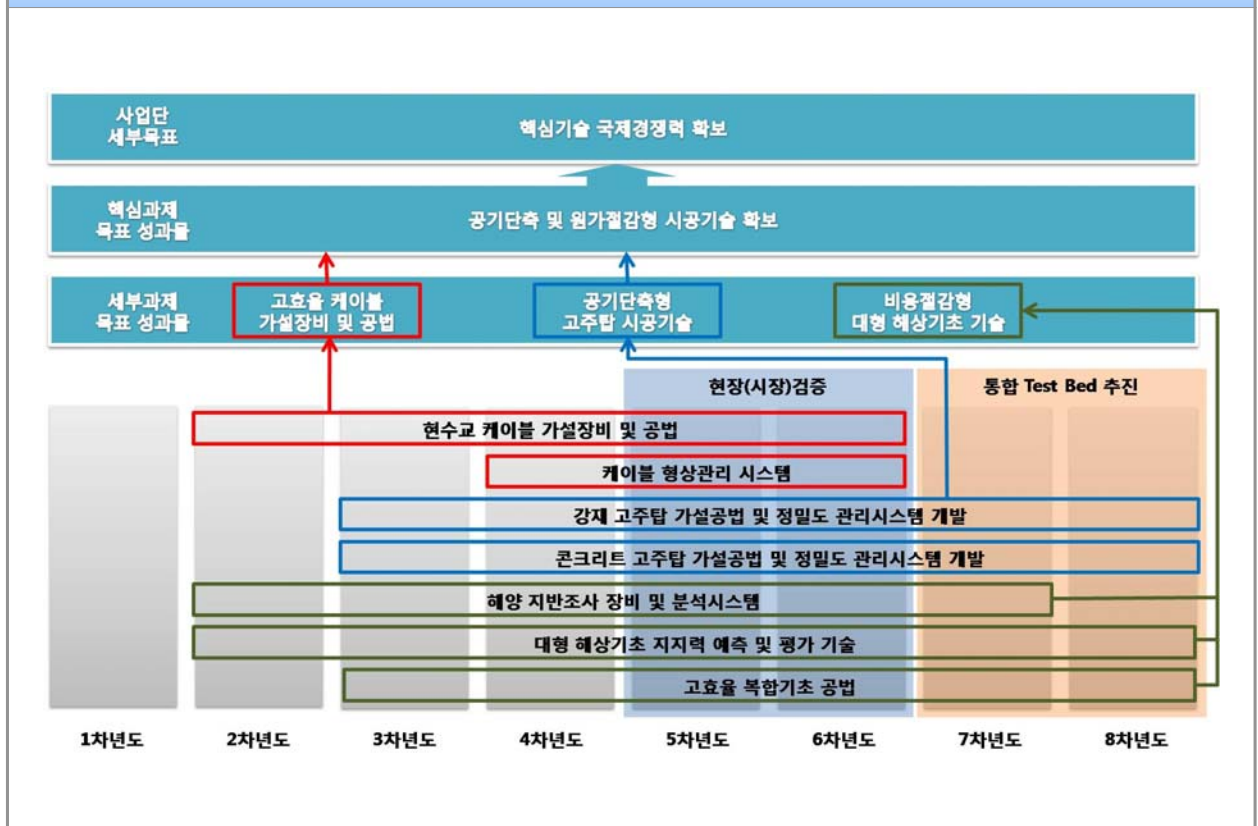 사업단
세부목표
핵심기술 국제경쟁력 확보
핵심과제
목표 성과물
공기단축 및 원가절감형 시공기술 확보
세부과제
목표 성과물
고효율 케이블
가설장비 및 공법
공기단축형
고주탑 시공기술
비용절감형
대형 해상기초 기술
현장(시장)검증
통합 Test Bed 추진
현수교 케이블 가설장비 및 공법
케이블 형상관리 시스템
강재 고주탑 가설공법 및 정밀도 관리시스템 개발
콘크리트 고주탑 가설공법 및 정밀도 관리시스템 개발
해양 지반조사 장비 및 분석시스템
대형 해상기초 지지력 예측 및 평가 기술
고효율 복합기초 공법
1차년도 2차년도 3차년도 4차년도 5차년도 6차년도 7차년도 8차년도